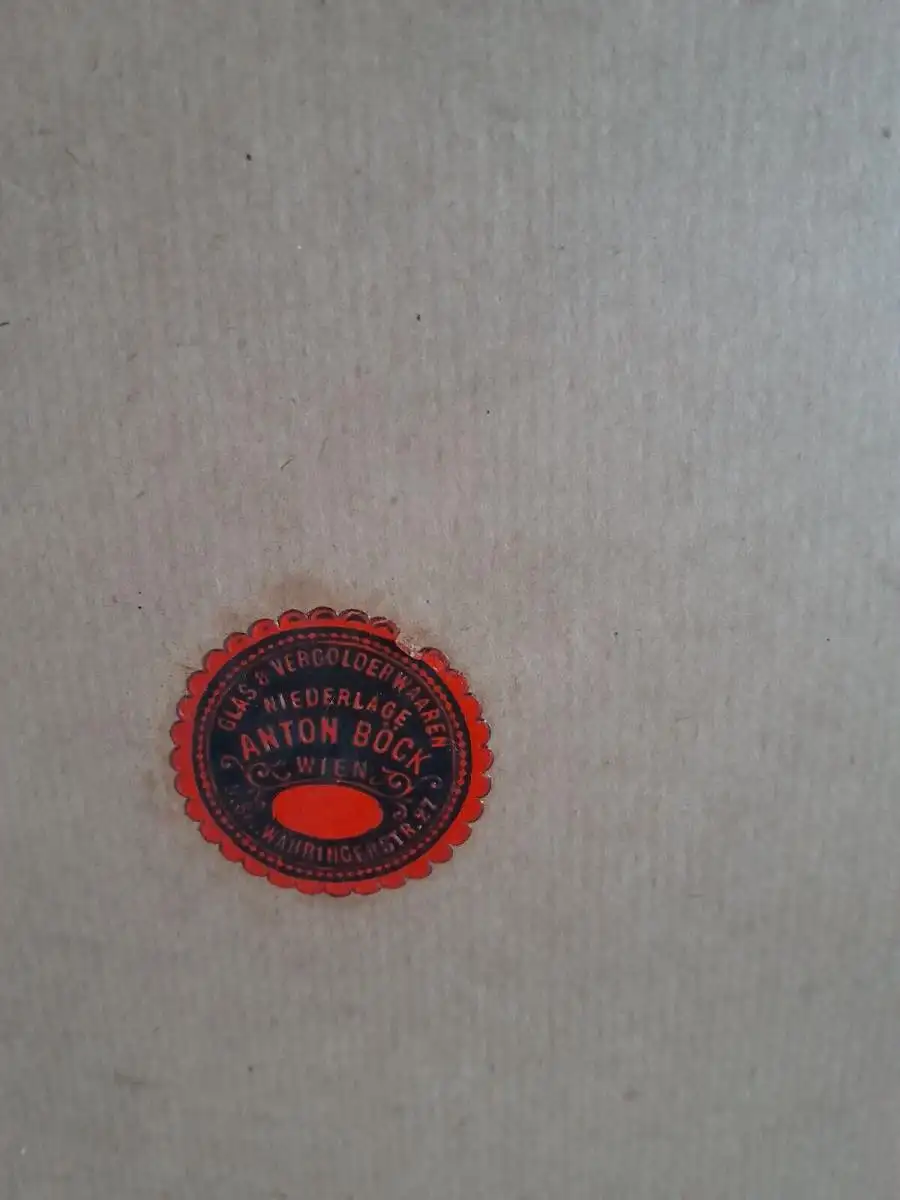 GLAS & VERGOLDERWAAREN
NIEDERLAGE
ANTON BÖCK
WIEN
WÄHRINGERSTR. 27